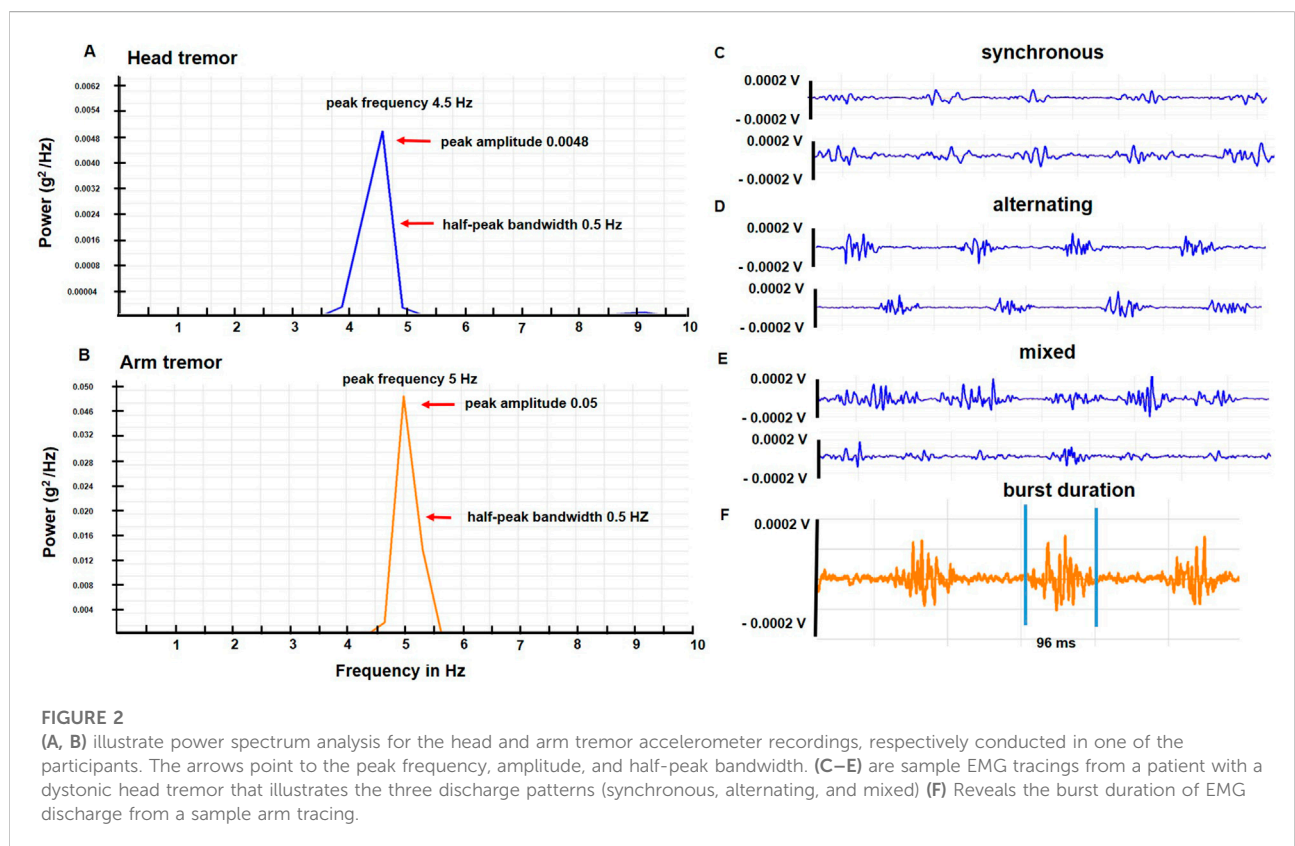 A
Head tremor
0.0062
0.0054
0.0048
0.0040
0.0032
0.0024
0.0016
0.0008
0.00004
Power (g²/Hz)
peak frequency 4.5 Hz
peak amplitude 0.0048
half-peak bandwidth 0.5 Hz
1 2 3 4 5 6 7 8 9 10
B
Arm tremor
0.050
0.046
0.032
0.028
0.020
0.016
0.012
0.008
0.004
Power (g²/Hz)
peak frequency 5 Hz
peak amplitude 0.05
half-peak bandwidth 0.5 HZ
1 2 3 4 5 6 7 8 9 10
Frequency in Hz
C
synchronous
0.0002 V
- 0.0002 V
0.0002 V
- 0.0002 V
D
alternating
0.0002 V
- 0.0002 V
0.0002 V
- 0.0002 V
E
mixed
0.0002 V
- 0.0002 V
0.0002 V
- 0.0002 V
burst duration
F
0.0002 V
- 0.0002 V
96 ms
FIGURE 2
(A, B) illustrate power spectrum analysis for the head and arm tremor accelerometer recordings, respectively conducted in one of the
participants. The arrows point to the peak frequency, amplitude, and half-peak bandwidth. (C–E) are sample EMG tracings from a patient with a
dystonic head tremor that illustrates the three discharge patterns (synchronous, alternating, and mixed) (F) Reveals the burst duration of EMG
discharge from a sample arm tracing.